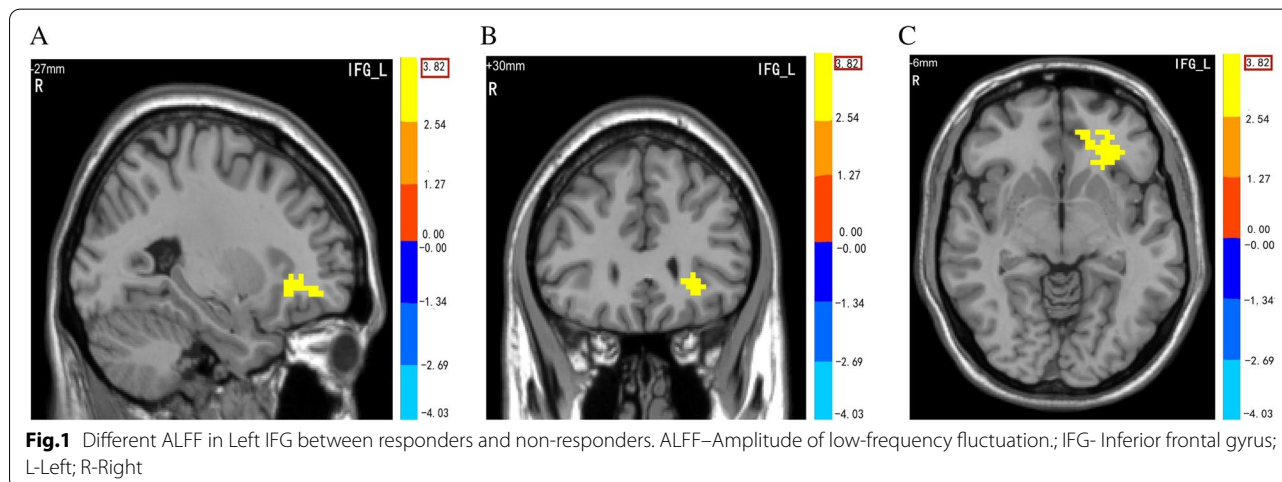 A
B
C
-27mm
R
IFG_L
3.82
2.54
1.27
0.00
-0.00
-1.34
-2.69
-4.03
+30mm
IFG_L
3.82
2.54
1.27
0.00
-0.00
-1.34
-2.69
-4.03
-6mm
R
IFG_L
3.82
2.54
1.27
0.00
-0.00
-1.34
-2.69
-4.03
Fig.1 Different ALFF in Left IFG between responders and non-responders. ALFF–Amplitude of low-frequency fluctuation.; IFG- Inferior frontal gyrus;
L-Left; R-Right